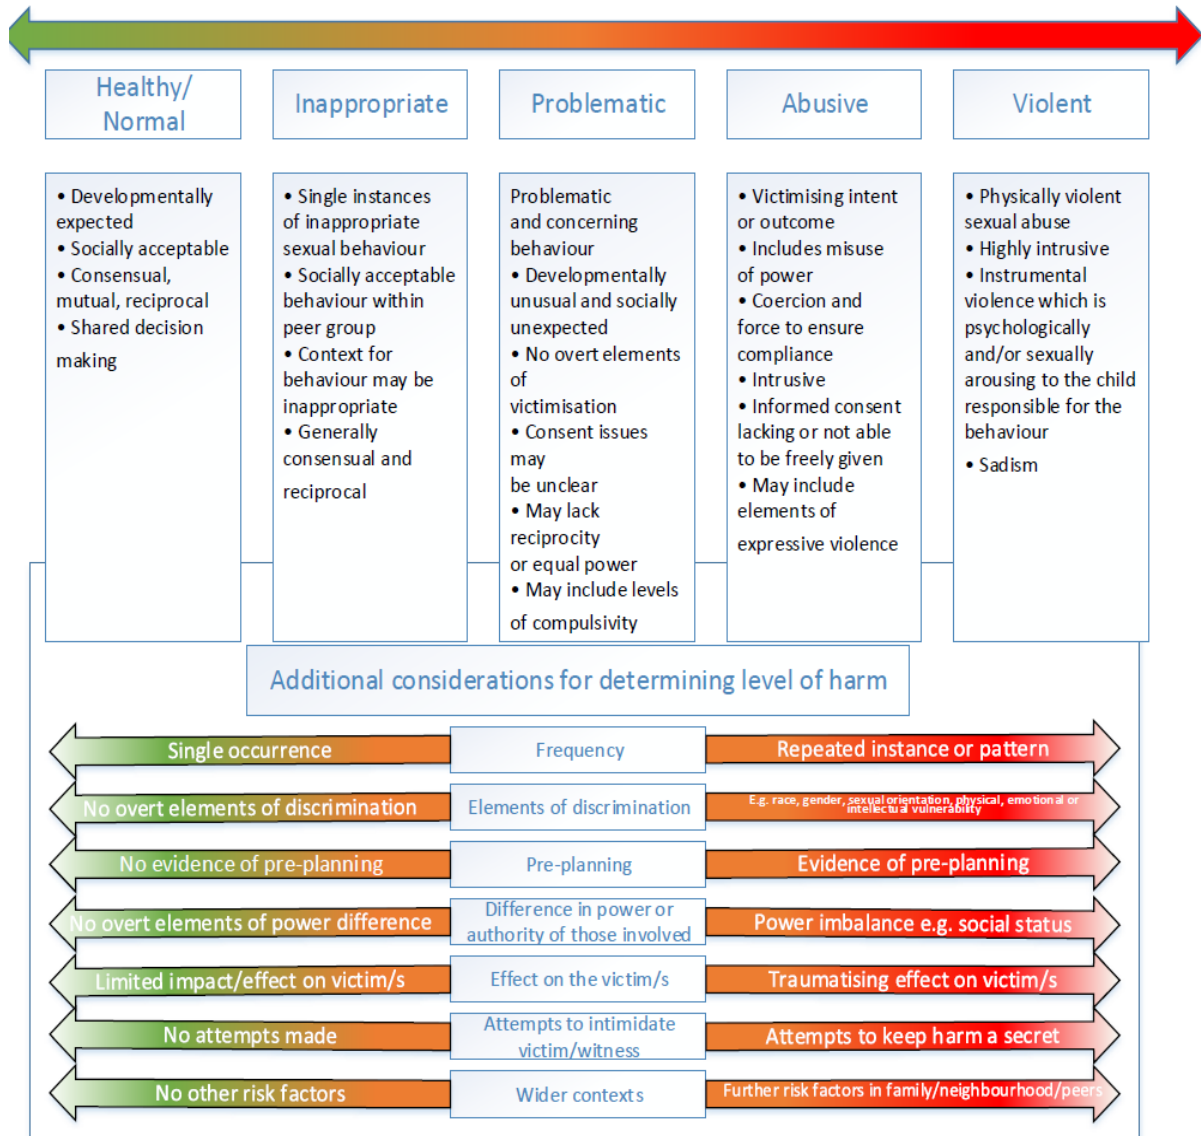 Healthy/
Normal
Inappropriate
Problematic
Abusive
Violent
• Developmentally
expected
• Socially acceptable
• Consensual,
mutual, reciprocal
• Shared decision
making
• Single instances
of inappropriate
sexual behaviour
• Socially acceptable
behaviour within
peer group
• Context for
behaviour may be
inappropriate
• Generally
consensual and
reciprocal
Problematic
and concerning
behaviour
• Developmentally
unusual and socially
unexpected
• No overt elements
of
victimisation
• Consent issues
may
be unclear
• May lack
reciprocity
or equal power
• May include levels
of compulsivity
• Victimising intent
or outcome
• Includes misuse
of power
• Coercion and
force to ensure
compliance
• Intrusive
• Informed consent
lacking or not able
to be freely given
• May include
elements of
expressive violence
• Physically violent
sexual abuse
• Highly intrusive
• Instrumental
violence which is
psychologically
and/or sexually
arousing to the child
responsible for the
behaviour
• Sadism
Additional considerations for determining level of harm
Single occurrence
Frequency
Repeated instance or pattern
No overt elements of discrimination
Elements of discrimination
E.g. race, gender, sexual orientation, physical, emotional or
intellectual vulnerability
No evidence of pre-planning
Pre-planning
Evidence of pre-planning
No overt elements of power difference
Difference in power or
authority of those involved
Power imbalance e.g. social status
Limited impact/effect on victim/s
Effect on the victim/s
Traumatising effect on victim/s
No attempts made
Attempts to intimidate
victim/witness
Attempts to keep harm a secret
No other risk factors
Wider contexts
Further risk factors in family/neighbourhood/peers